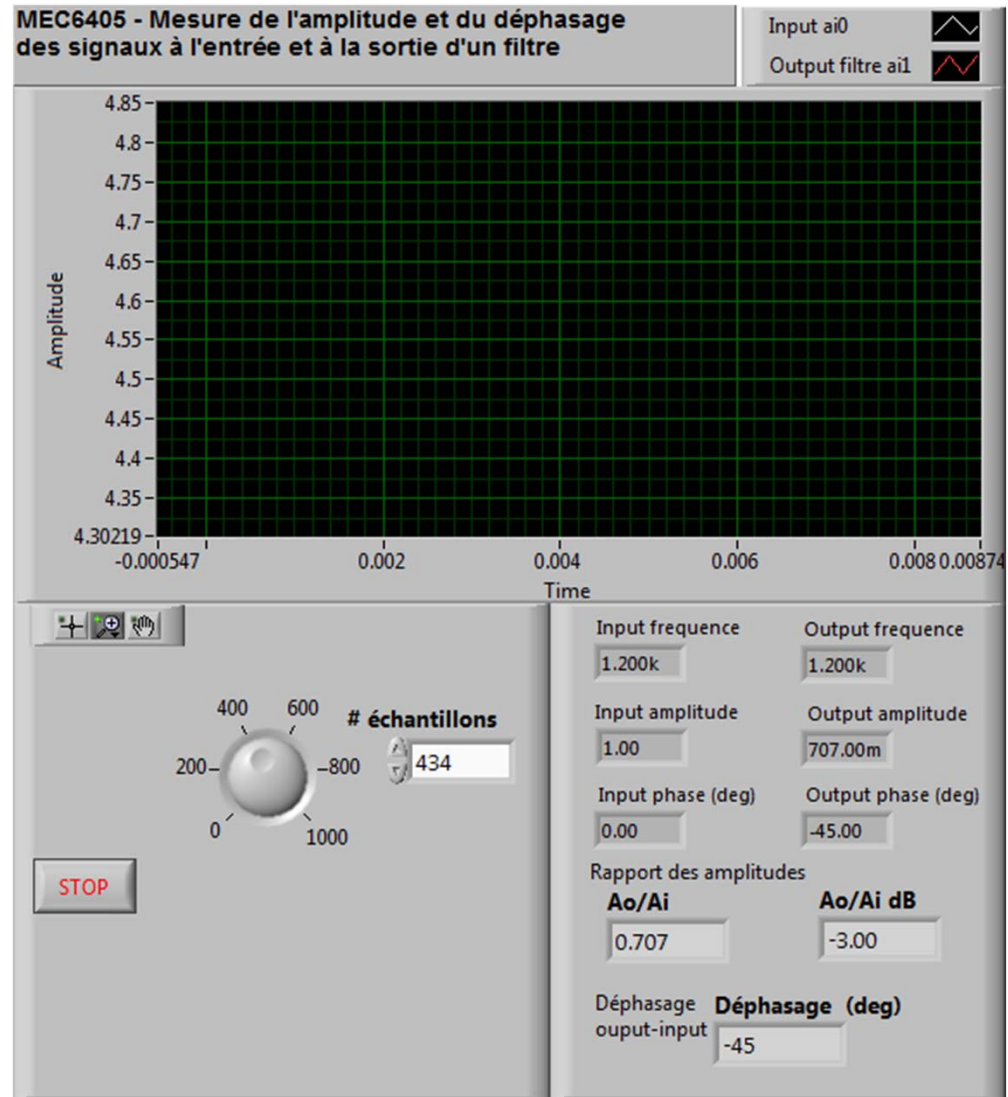 MEC6405 - Mesure de l'amplitude et du déphasage
des signaux à l'entrée et à la sortie d'un filtre
Input ai0
Output filtre ai1
4.85
4.8
4.75
4.7
4.65
4.6
4.55
4.5
4.45
4.4
4.35
4.30219
Amplitude
-0.000547 0.002 0.004 0.006 0.008 0.00874
Time
400 600
200 800
0 1000
# échantillons
434
STOP
Input frequence Output frequence
1.200k 1.200k
Input amplitude Output amplitude
1.00 707.00m
Input phase (deg) Output phase (deg)
0.00 -45.00
Rapport des amplitudes
Ao/Ai Ao/Ai dB
0.707 -3.00
Déphasage Déphasage (deg)
ouput-input -45